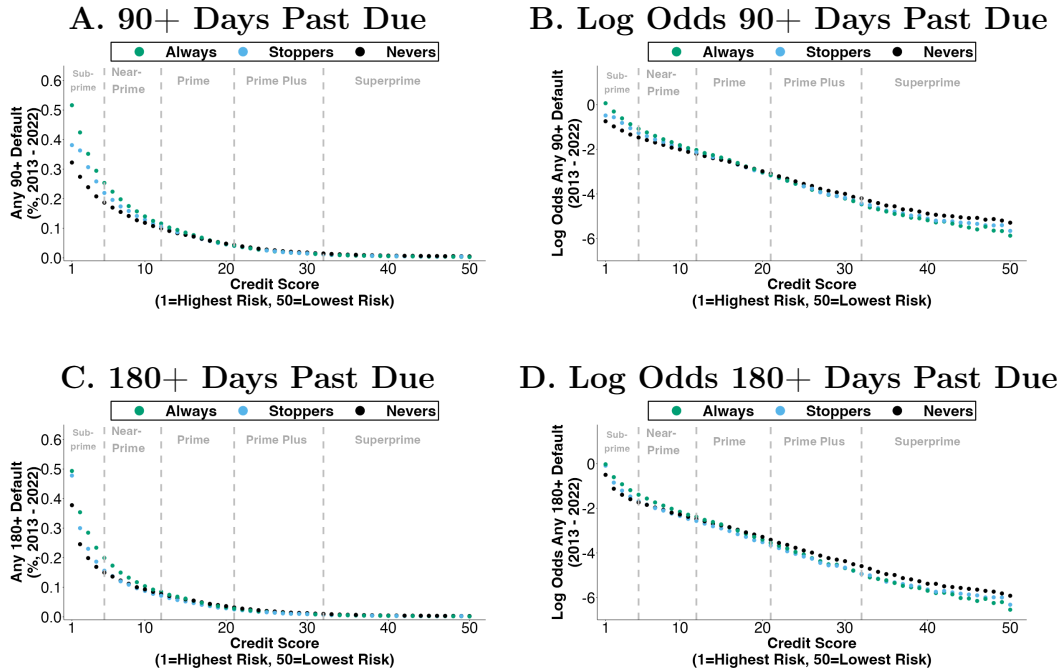 A. 90+ Days Past Due
Always Stoppers Nevers
Any 90+ Default
(%, 2013 - 2022)
0.6
0.5
0.4
0.3
0.2
0.1
0.0
Sub-
prime
Near-
Prime
Prime
Prime Plus
Superprime
1 10 20 30 40 50
Credit Score
(1=Highest Risk, 50=Lowest Risk)
B. Log Odds 90+ Days Past Due
Always Stoppers Nevers
Log Odds Any 90+ Default
(2013 - 2022)
0
-2
-4
-6
Sub-
prime
Near-
Prime
Prime
Prime Plus
Superprime
1 10 20 30 40 50
Credit Score
(1=Highest Risk, 50=Lowest Risk)
C. 180+ Days Past Due
Always Stoppers Nevers
Any 180+ Default
(%, 2013 - 2022)
0.6
0.5
0.4
0.3
0.2
0.1
0.0
Sub-
prime
Near-
Prime
Prime
Prime Plus
Superprime
1 10 20 30 40 50
Credit Score
(1=Highest Risk, 50=Lowest Risk)
D. Log Odds 180+ Days Past Due
Always Stoppers Nevers
Log Odds Any 180+ Default
(2013 - 2022)
0
-2
-4
-6
Sub-
prime
Near-
Prime
Prime
Prime Plus
Superprime
1 10 20 30 40 50
Credit Score
(1=Highest Risk, 50=Lowest Risk)